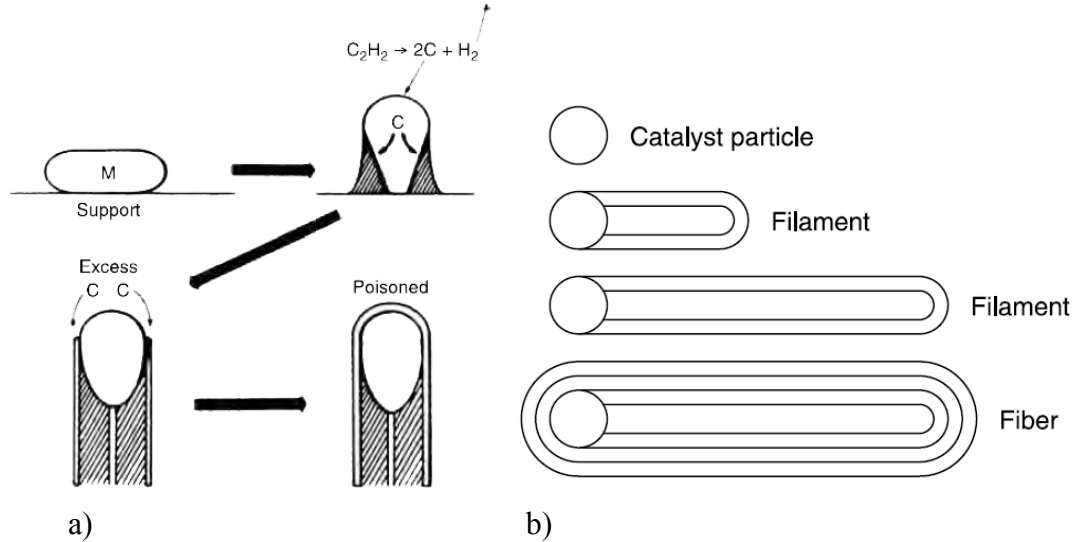 C₂H₂ → 2C + H₂
C
M
Support
Excess
C C
Poisoned
a)
Catalyst particle
Filament
Filament
Fiber
b)